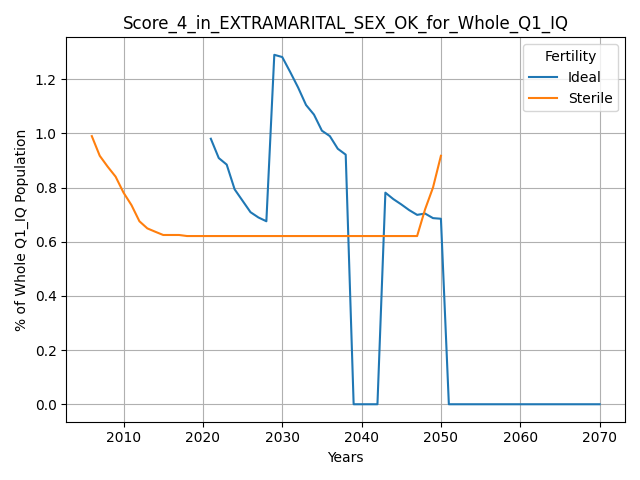 Score_4_in_EXTRAMARITAL_SEX_OK_for_Whole_Q1_IQ
% of Whole Q1_IQ Population
1.2
1.0
0.8
0.6
0.4
0.2
0.0
Fertility
Ideal
Sterile
2010 2020 2030 2040 2050 2060 2070
Years